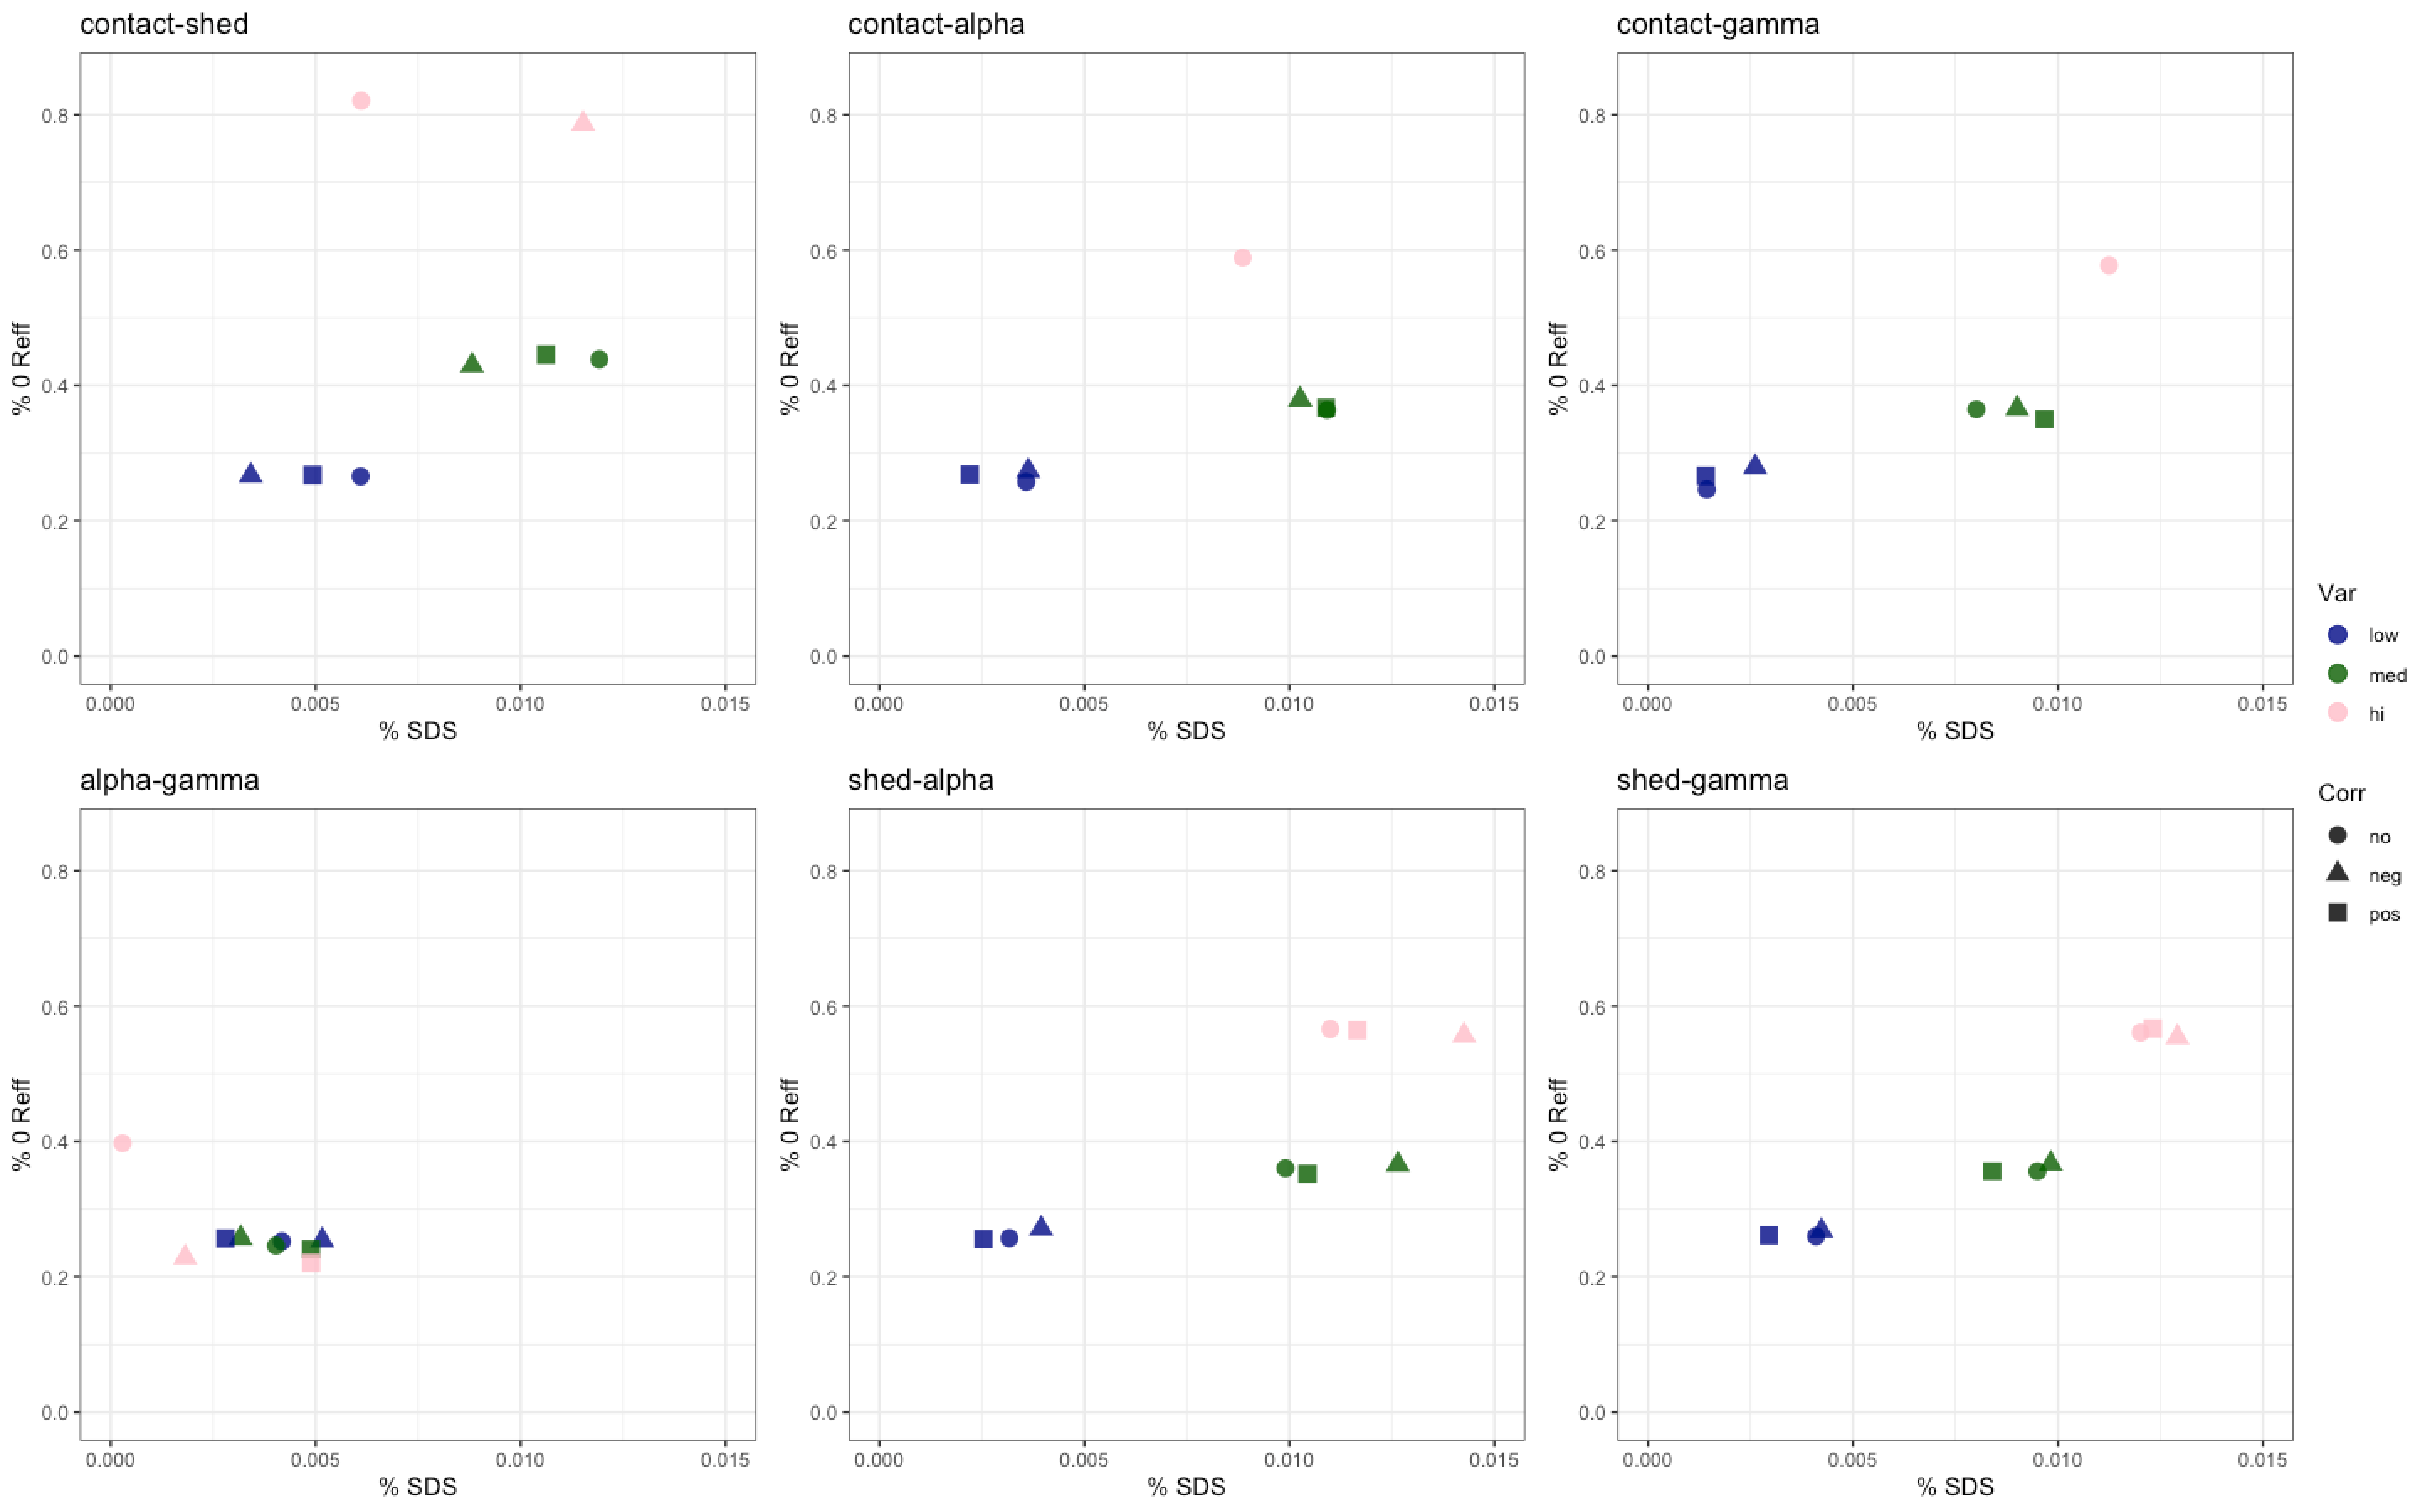 contact-shed
contact-alpha
contact-gamma
% 0 Reff
0.8
0.6
0.4
0.2
0.0
0.000 0.005 0.010 0.015
% SDS
% 0 Reff
0.8
0.6
0.4
0.2
0.0
0.000 0.005 0.010 0.015
% SDS
% 0 Reff
0.8
0.6
0.4
0.2
0.0
0.000 0.005 0.010 0.015
% SDS
alpha-gamma
shed-alpha
shed-gamma
% 0 Reff
0.8
0.6
0.4
0.2
0.0
0.000 0.005 0.010 0.015
% SDS
% 0 Reff
0.8
0.6
0.4
0.2
0.0
0.000 0.005 0.010 0.015
% SDS
% 0 Reff
0.8
0.6
0.4
0.2
0.0
0.000 0.005 0.010 0.015
% SDS
Var
low
med
hi
Corr
no
neg
pos